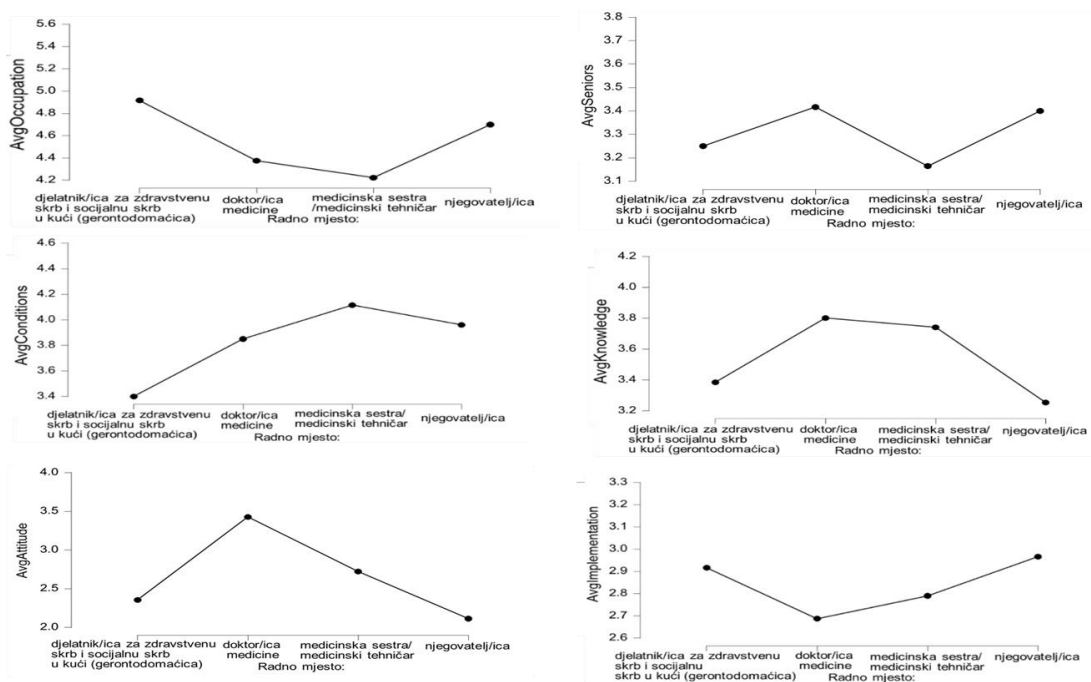 AvgOccupation
5.6
5.4
5.2
5.0
4.8
4.6
4.4
4.2
djelatnik/ica za zdravstvenu
skrb i socijalnu skrb
u kući (gerontodomaćica)
doktor/ica
medicine
medicinska sestra
/medicinski tehničar
njegovatelj/ica
Radno mjesto:
AvgSeniors
3.8
3.7
3.6
3.5
3.4
3.3
3.2
3.1
djelatnik/ica za zdravstvenu
skrb i socijalnu skrb
u kući (gerontodomaćica)
doktor/ica
medicine
medicinska sestra/
medicinski tehničar
njegovatelj/ica
Radno mjesto:
AvgConditions
4.6
4.4
4.2
4.0
3.8
3.6
3.4
djelatnik/ica za zdravstvenu
skrb i socijalnu skrb
u kući (gerontodomaćica)
doktor/ica
medicine
medicinska sestra/
medicinski tehničar
njegovatelj/ica
Radno mjesto:
AvgKnowledge
4.2
4.0
3.8
3.6
3.4
3.2
djelatnik/ica za zdravstvenu
skrb i socijalnu skrb
u kući (gerontodomaćica)
doktor/ica
medicine
medicinska sestra/
medicinski tehničar
njegovatelj/ica
Radno mjesto:
AvgAttitude
4.0
3.5
3.0
2.5
2.0
djelatnik/ica za zdravstvenu
skrb i socijalnu skrb
u kući (gerontodomaćica)
doktor/ica
medicine
medicinska sestra/
medicinski tehničar
njegovatelj/ica
Radno mjesto:
AvgImplementation
3.3
3.2
3.1
3.0
2.9
2.8
2.7
2.6
djelatnik/ica za zdravstvenu
skrb i socijalnu
skrb u kući (gerontodomaćica)
doktor/ica
medicine
medicinska sestra/
medicinski tehničar
njegovatelj/ica
Radno mjesto: